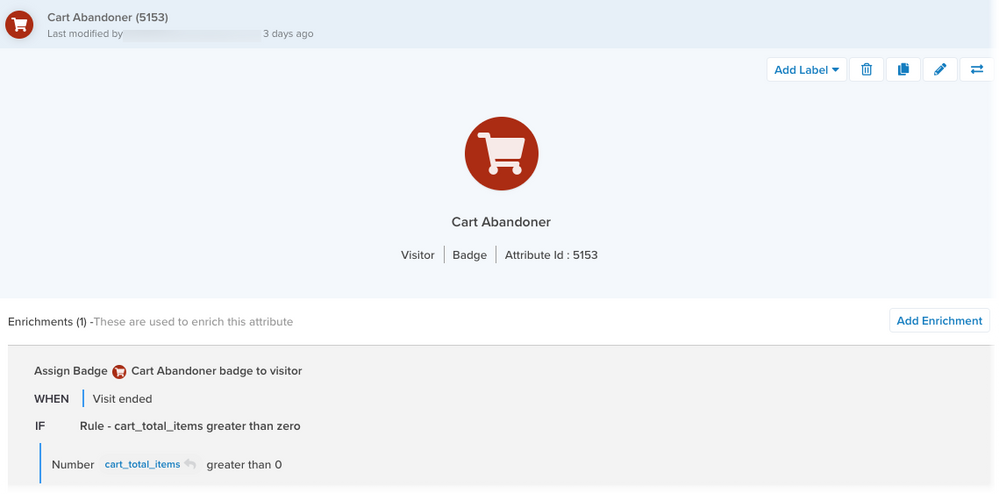 Cart Abandoner (5153)
Last modified by 3 days ago
Add Label
Cart Abandoner
Visitor | Badge | Attribute Id : 5153
Enrichments (1) -These are used to enrich this attribute
Add Enrichment
Assign Badge Cart Abandoner badge to visitor
WHEN Visit ended
IF Rule - cart_total_items greater than zero
Number cart_total_items greater than 0